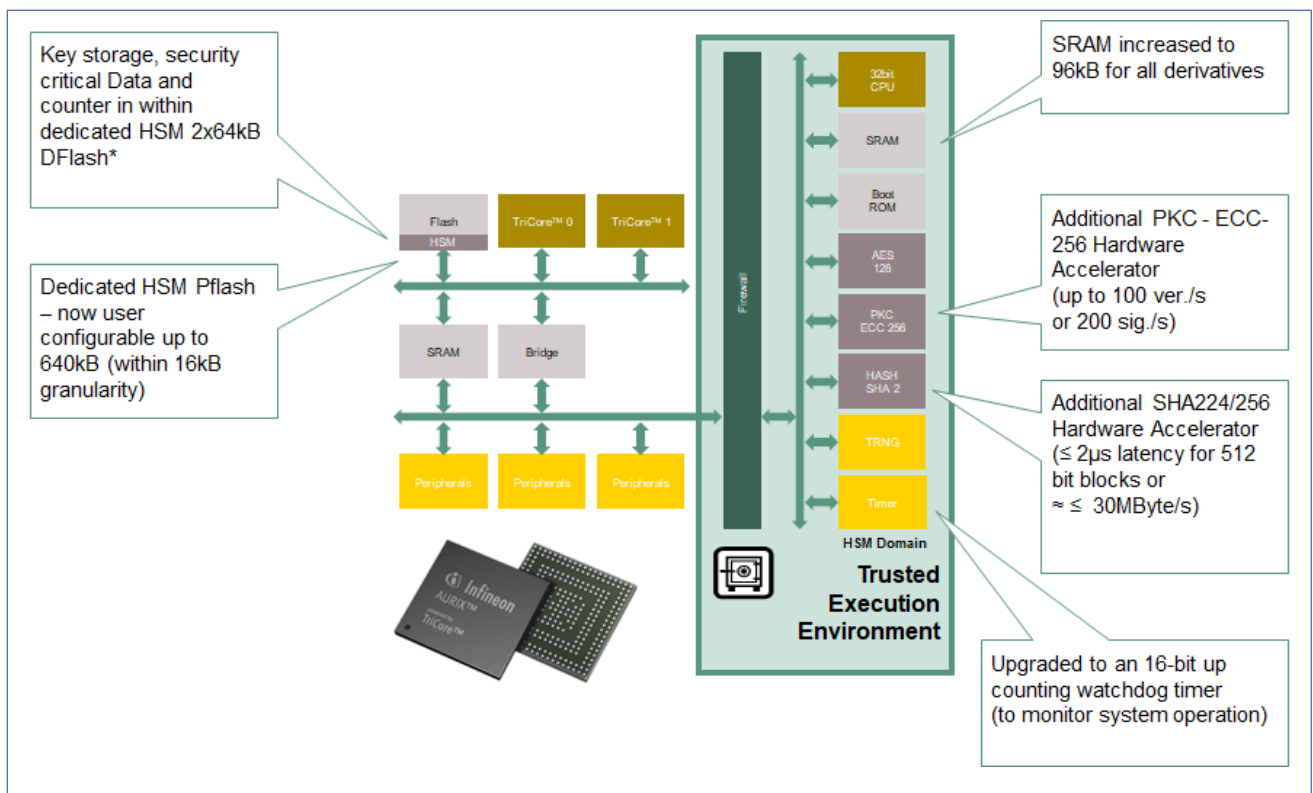 Key storage, security
critical Data and
counter in within
dedicated HSM 2x64kB
DFlash*
Dedicated HSM Pflash
– now user
configurable up to
640kB (within 16kB
granularity)
Flash
HSM
TriCore™ 0
TriCore™ 1
SRAM
Bridge
Peripherals
Peripherals
Peripherals
Infineon
AURIX™
powered by
TriCore™
Firewall
32bit
CPU
SRAM
Boot
ROM
AES
128
PKC
ECC 256
HASH
SHA 2
TRNG
Timer
HSM Domain
Trusted
Execution
Environment
SRAM increased to
96kB for all derivatives
Additional PKC - ECC-
256 Hardware
Accelerator
(up to 100 ver./s
or 200 sig./s)
Additional SHA224/256
Hardware Accelerator
(≤ 2µs latency for 512
bit blocks or
≈ ≤ 30MByte/s)
Upgraded to an 16-bit up
counting watchdog timer
(to monitor system operation)